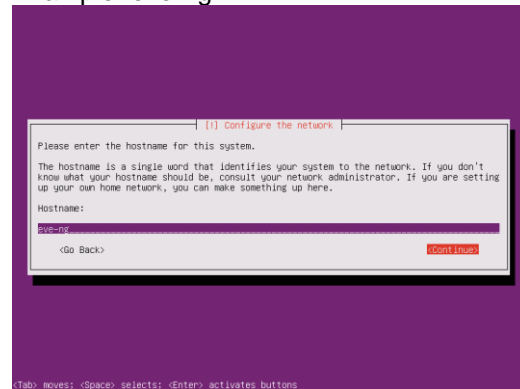 [!] Configure the network
Please enter the hostname for this system.
The hostname is a single word that identifies your system to the network. If you don't
know what your hostname should be, consult your network administrator. If you are setting
up your own home network, you can make something up here.
Hostname:
eve-ng
<Go Back> <Continue>
<Tab> moves; <Space> selects; <Enter> activates buttons